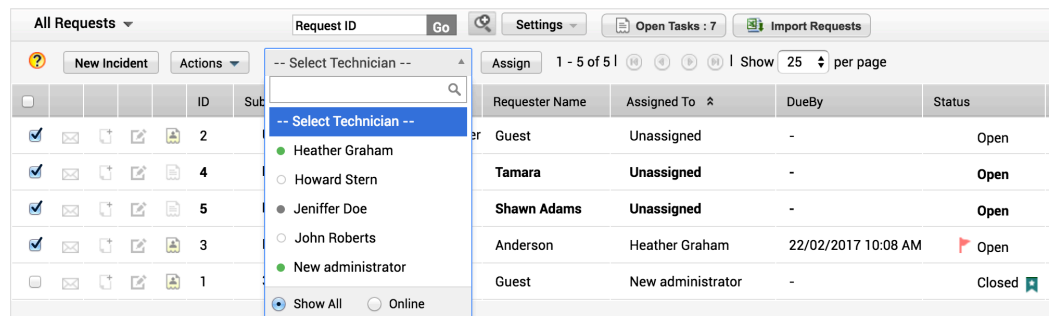 All Requests
Request ID Go Settings Open Tasks : 7 Import Requests
? New Incident Actions -- Select Technician -- Assign 1 - 5 of 5 Show 25 per page
ID Sub Requester Name Assigned To DueBy Status
-- Select Technician --
Heather Graham
Howard Stern
Jeniffer Doe
John Roberts
New administrator
Show All Online
2 er Guest Unassigned - Open
4 Tamara Unassigned - Open
5 Shawn Adams Unassigned - Open
3 Anderson Heather Graham 22/02/2017 10:08 AM Open
1 Guest New administrator - Closed